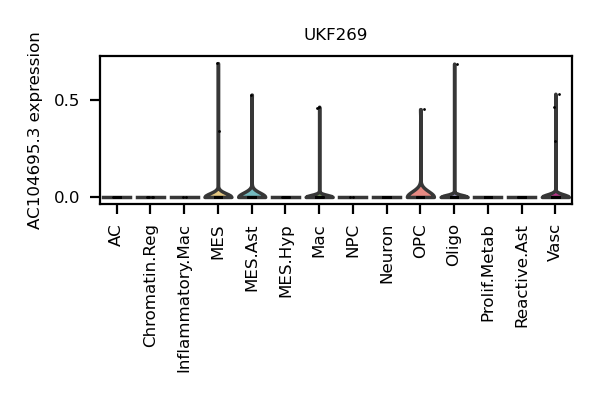 UKF269
AC104695.3 expression
0.5
0.0
AC
Chromatin.Reg
Inflammatory.Mac
MES
MES.Ast
MES.Hyp
Mac
NPC
Neuron
OPC
Oligo
Prolif.Metab
Reactive.Ast
Vasc